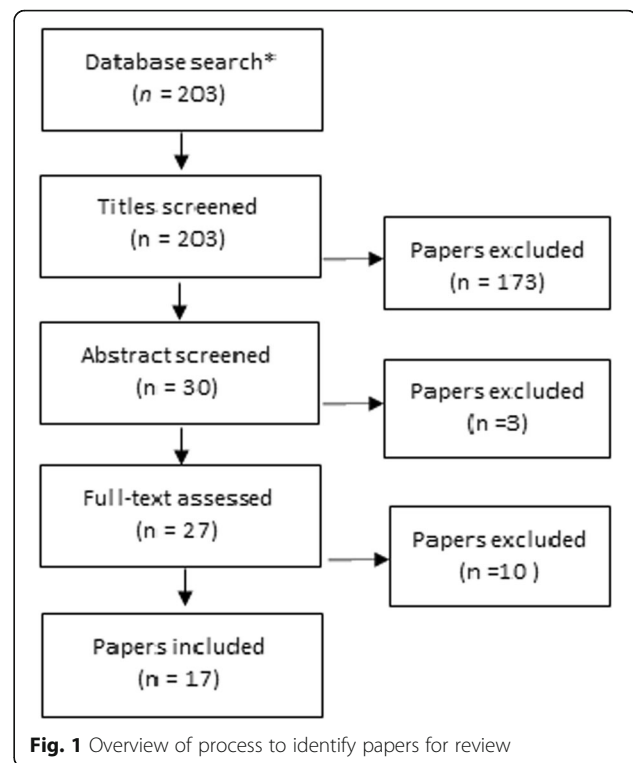 Database search*
(n = 203)
Titles screened
(n = 203)
Papers excluded
(n = 173)
Abstract screened
(n = 30)
Papers excluded
(n =3)
Full-text assessed
(n = 27)
Papers excluded
(n =10 )
Papers included
(n = 17)
Fig. 1 Overview of process to identify papers for review